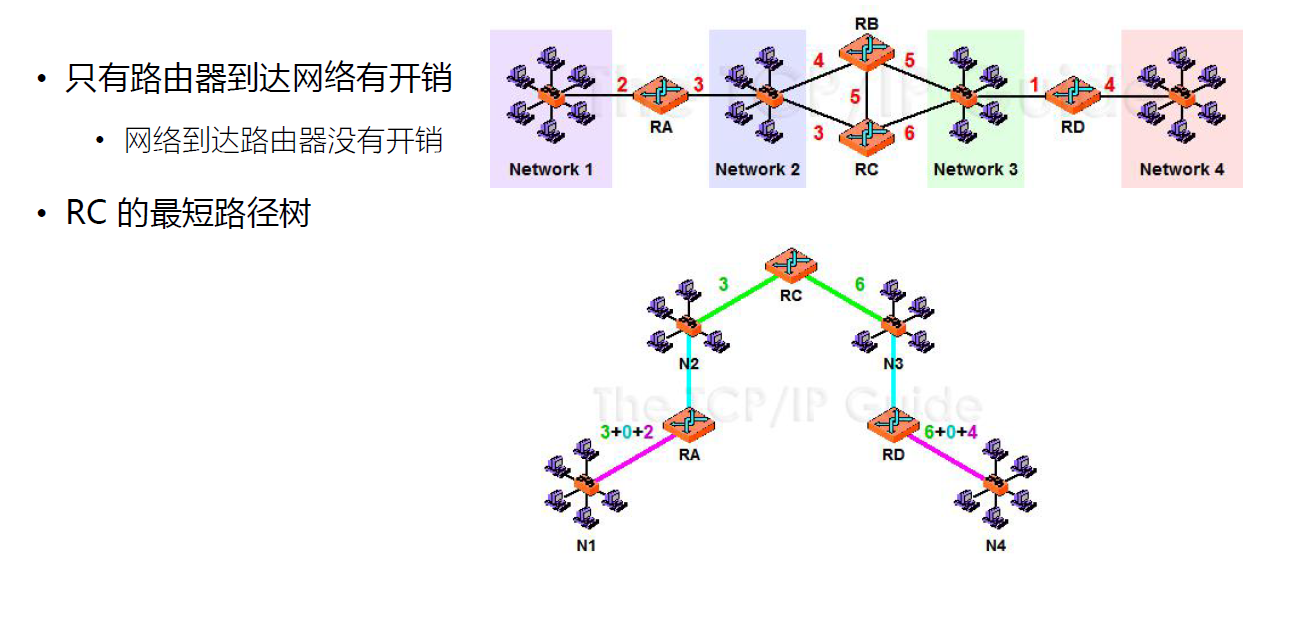 • 只有路由器到达网络有开销
• 网络到达路由器没有开销
• RC 的最短路径树
RB
4 5
2 3 5 1 4
RA RD
3 6
Network 1 Network 2 RC Network 3 Network 4
The TCP/IP Guide
3 6
RC
N2 N3
The TCP/IP Guide
3+0+2 6+0+4
RA RD
N1 N4